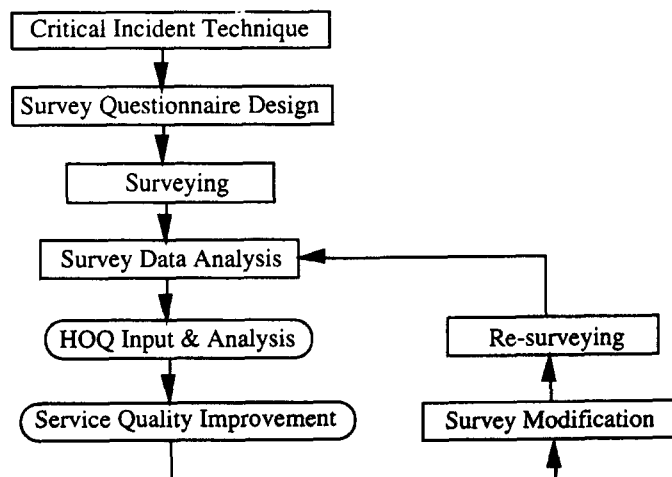 Critical Incident Technique
Survey Questionnaire Design
Surveying
Survey Data Analysis
HOQ Input & Analysis
Re-surveying
Service Quality Improvement
Survey Modification